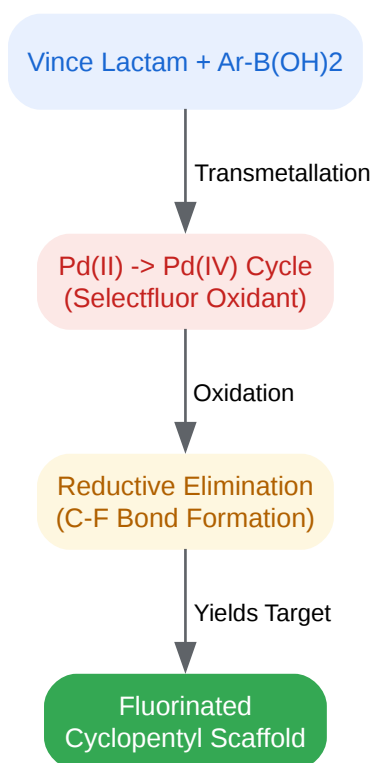 Vince Lactam + Ar-B(OH)2
Transmetallation
Pd(II) -> Pd(IV) Cycle
(Selectfluor Oxidant)
Oxidation
Reductive Elimination
(C-F Bond Formation)
Yields Target
Fluorinated
Cyclopentyl Scaffold